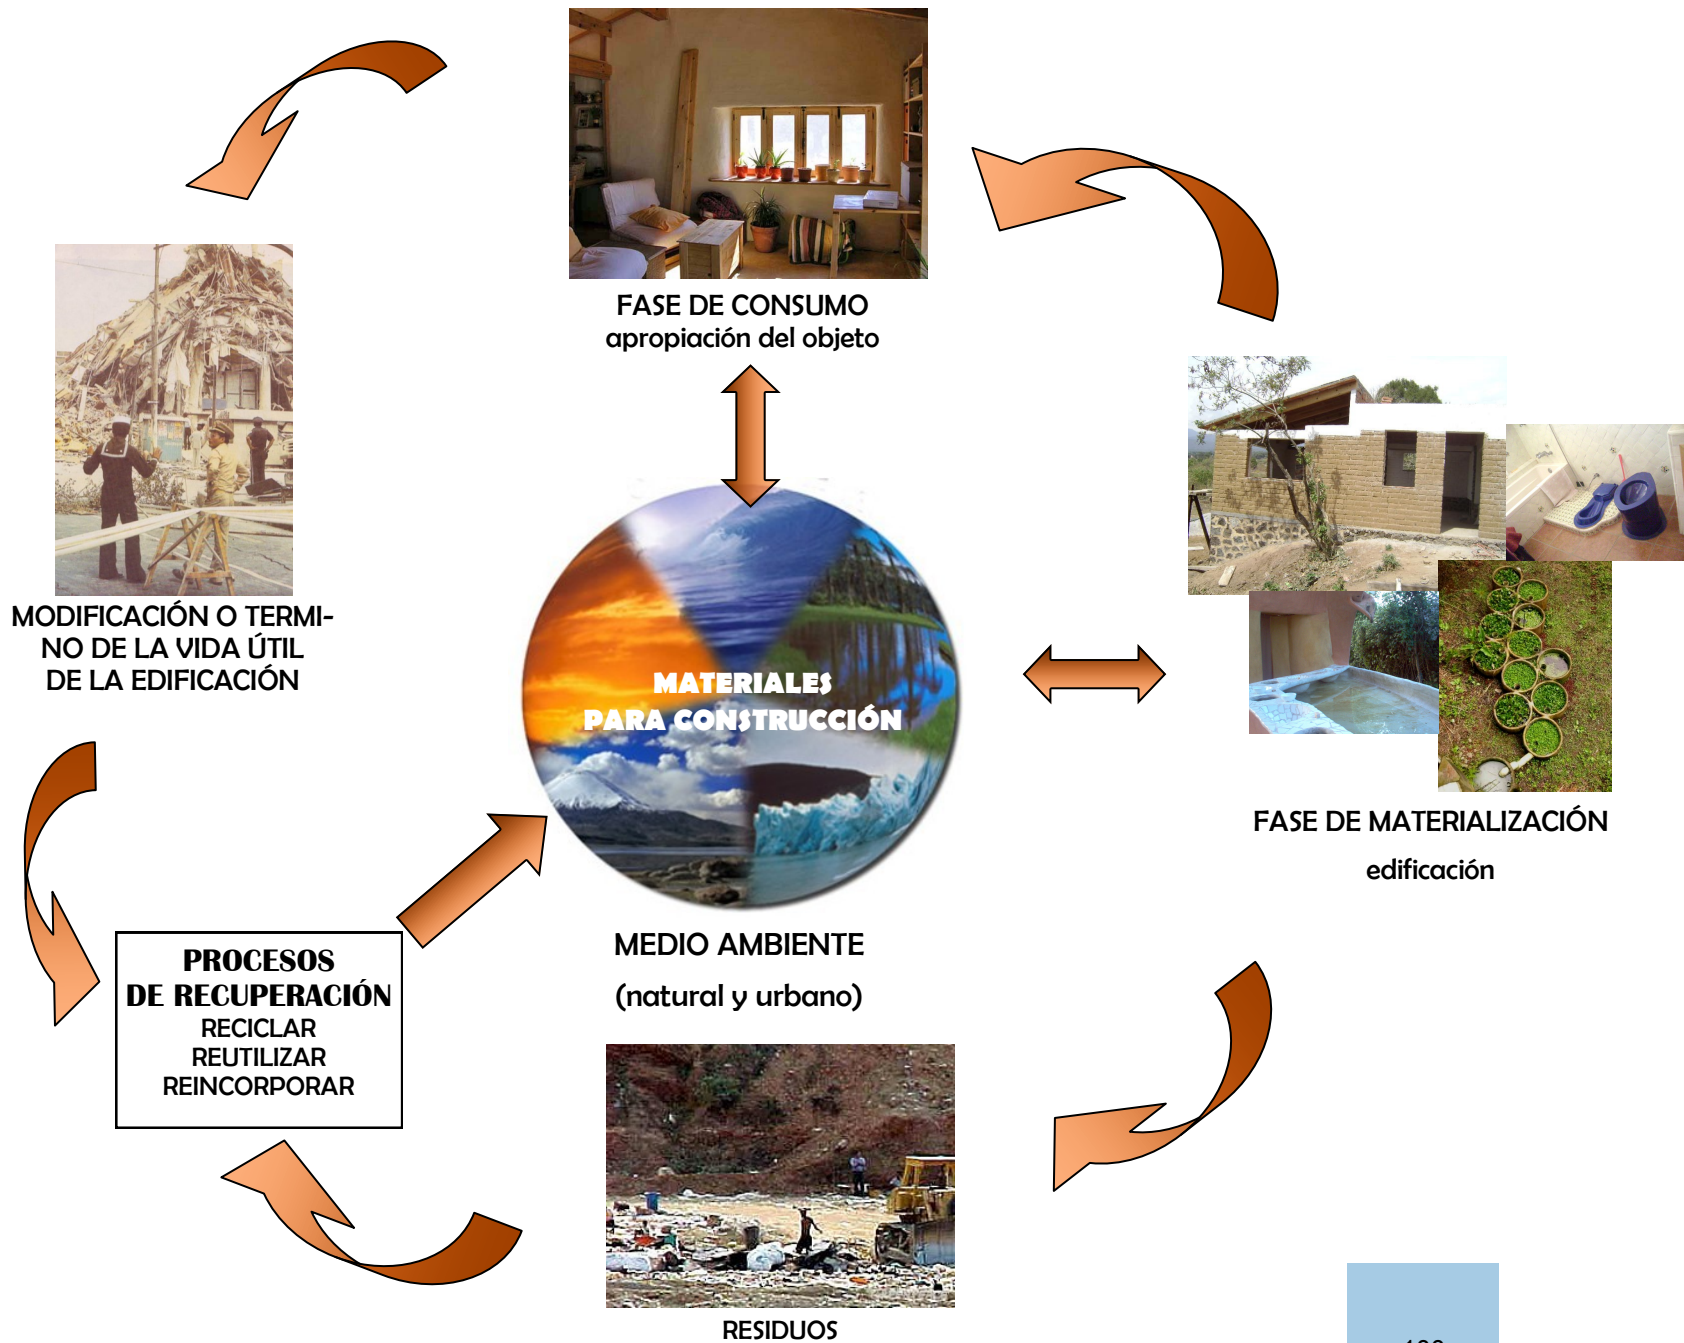 FASE DE CONSUMO
apropiación del objeto
MODIFICACIÓN O TERMI-
NO DE LA VIDA ÚTIL
DE LA EDIFICACIÓN
MATERIALES
PARA CONSTRUCCIÓN
FASE DE MATERIALIZACIÓN
edificación
MEDIO AMBIENTE
(natural y urbano)
PROCESOS
DE RECUPERACIÓN
RECICLAR
REUTILIZAR
REINCORPORAR
RESIDUOS